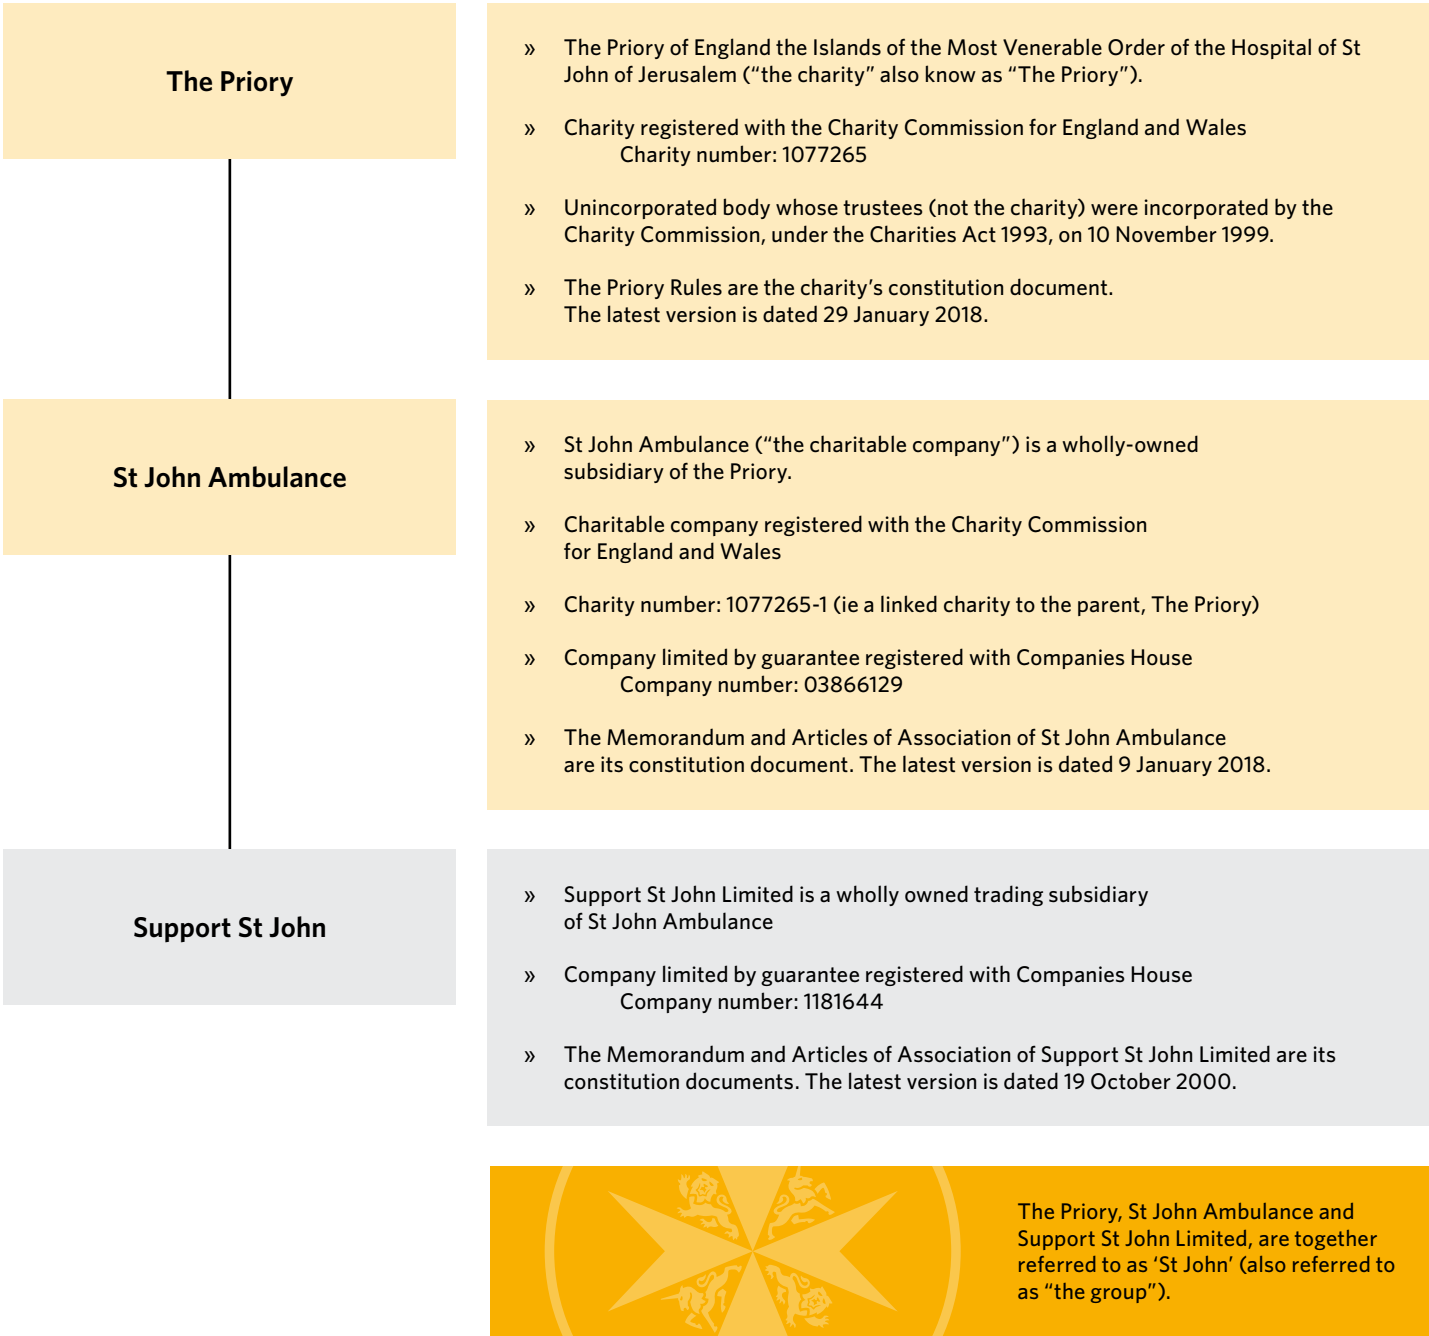 The Priory
» The Priory of England the Islands of the Most Venerable Order of the Hospital of St
John of Jerusalem (“the charity” also know as “The Priory”).
» Charity registered with the Charity Commission for England and Wales
Charity number: 1077265
» Unincorporated body whose trustees (not the charity) were incorporated by the
Charity Commission, under the Charities Act 1993, on 10 November 1999.
» The Priory Rules are the charity’s constitution document.
The latest version is dated 29 January 2018.
St John Ambulance
» St John Ambulance (“the charitable company”) is a wholly-owned
subsidiary of the Priory.
» Charitable company registered with the Charity Commission
for England and Wales
» Charity number: 1077265-1 (ie a linked charity to the parent, The Priory)
» Company limited by guarantee registered with Companies House
Company number: 03866129
» The Memorandum and Articles of Association of St John Ambulance
are its constitution document. The latest version is dated 9 January 2018.
Support St John
» Support St John Limited is a wholly owned trading subsidiary
of St John Ambulance
» Company limited by guarantee registered with Companies House
Company number: 1181644
» The Memorandum and Articles of Association of Support St John Limited are its
constitution documents. The latest version is dated 19 October 2000.
The Priory, St John Ambulance and
Support St John Limited, are together
referred to as ‘St John’ (also referred to
as “the group”).